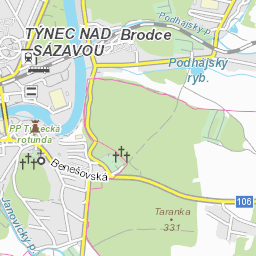 Podhájský p.
TÝNEC NAD
SÁZAVOU
Brodce
Podhájský
ryb.
PP Týnecká
rotunda
Benešovská
106
Taranka
331
Janovický p.